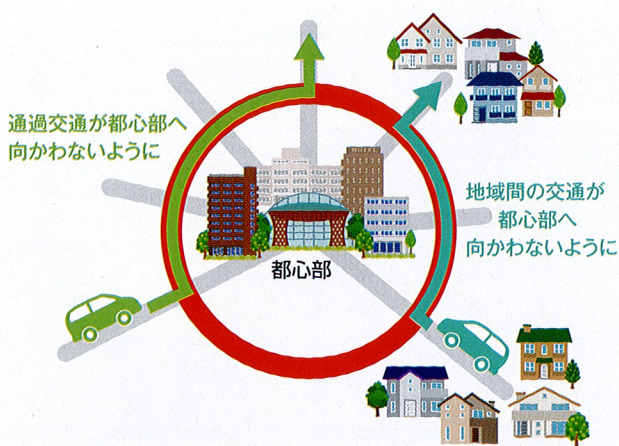 通過交通が都心部へ
向かわないように
地域間の交通が
都心部へ
向かわないように
都心部